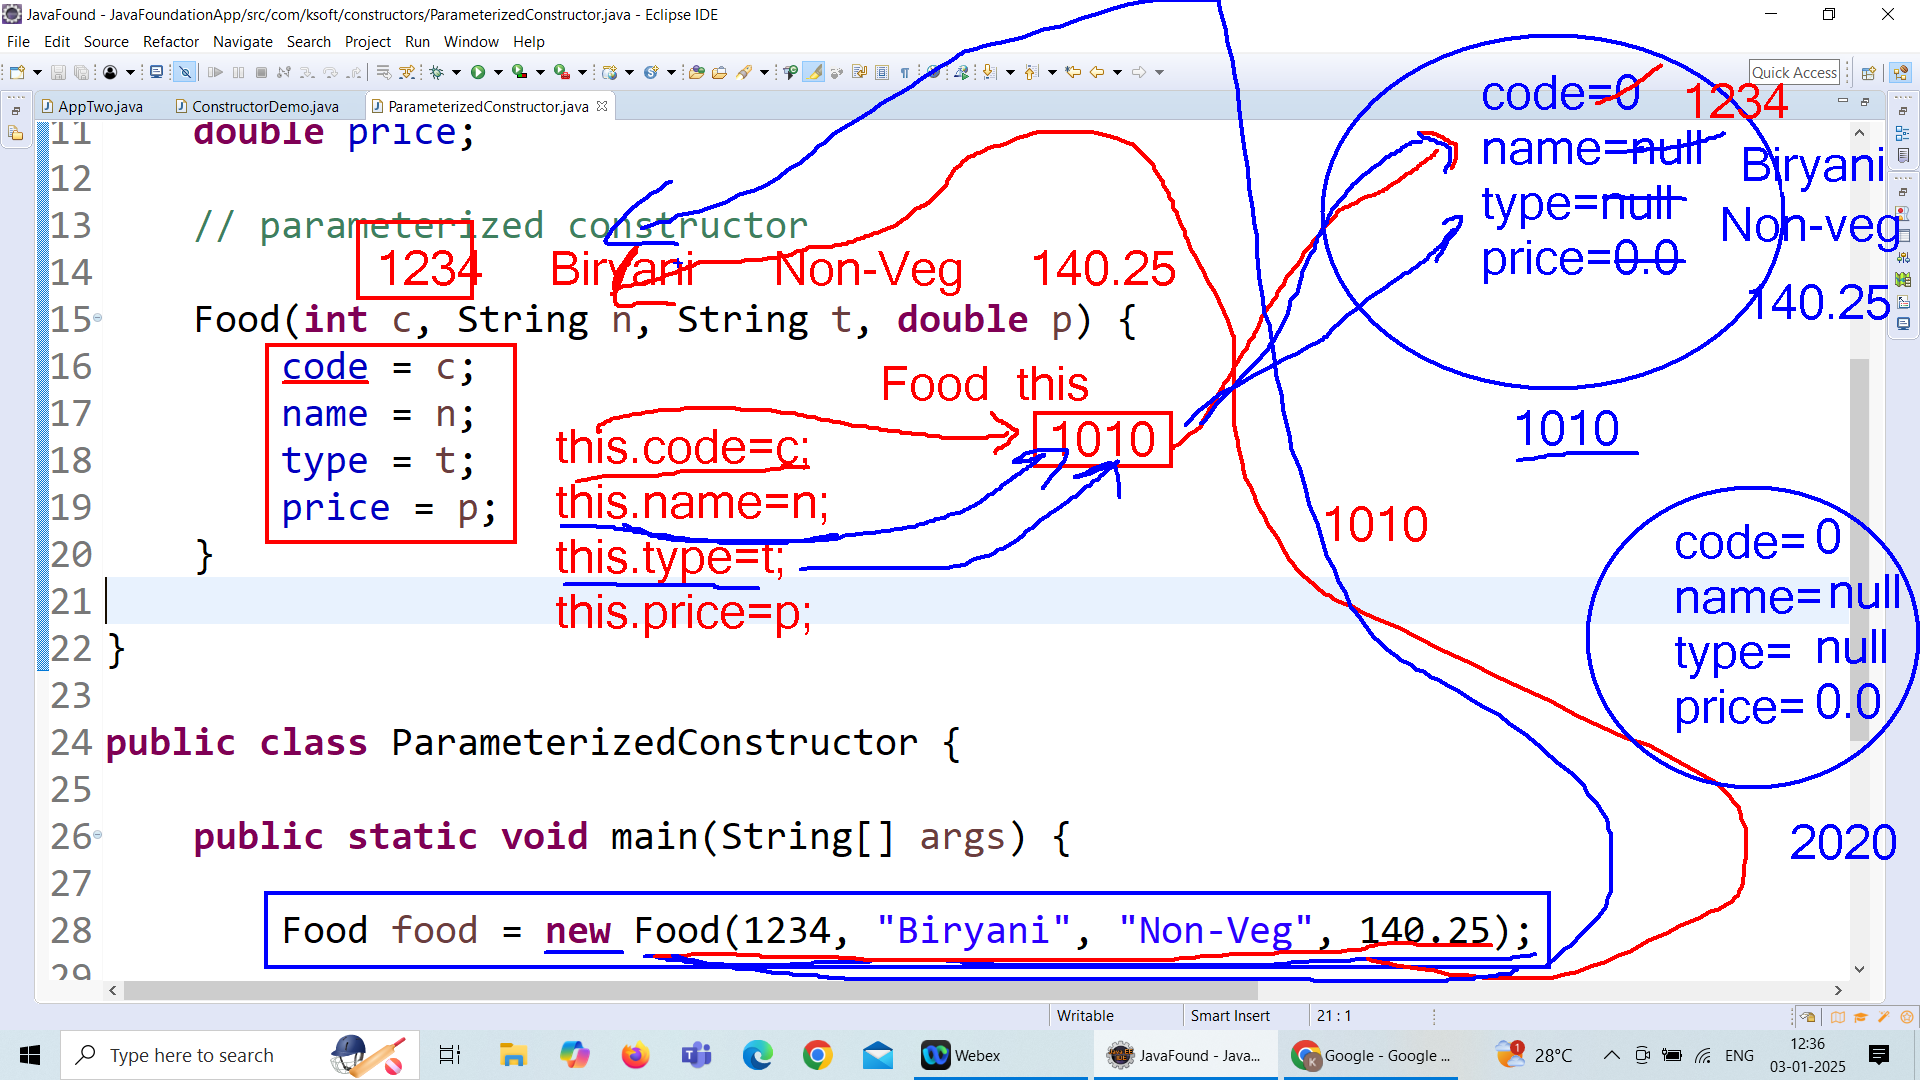 JavaFound - JavaFoundationApp/src/com/ksoft/constructors/ParameterizedConstructor.java - Eclipse IDE
File Edit Source Refactor Navigate Search Project Run Window Help
Quick Access
AppTwo.java ConstructorDemo.java ParameterizedConstructor.java
11 double price;
12
13 // parameterized constructor
14
1234 Biryani Non-Veg 140.25
15 Food(int c, String n, String t, double p) {
16 code = c;
17 name = n;
18 type = t;
19 price = p;
20 }
21
22 }
23
24 public class ParameterizedConstructor {
25
26 public static void main(String[] args) {
27
28 Food food = new Food(1234, "Biryani", "Non-Veg", 140.25);
29
Food this
1010
this.code=c;
this.name=n;
this.type=t;
this.price=p;
code=0 1234
name=null Biryani
type=null Non-veg
price=0.0 140.25
1010
1010
code= 0
name= null
type= null
price= 0.0
2020
Writable Smart Insert 21 : 1
Type here to search
Webex
JavaFound - Java...
Google - Google ...
1
28°C
ENG
12:36
03-01-2025